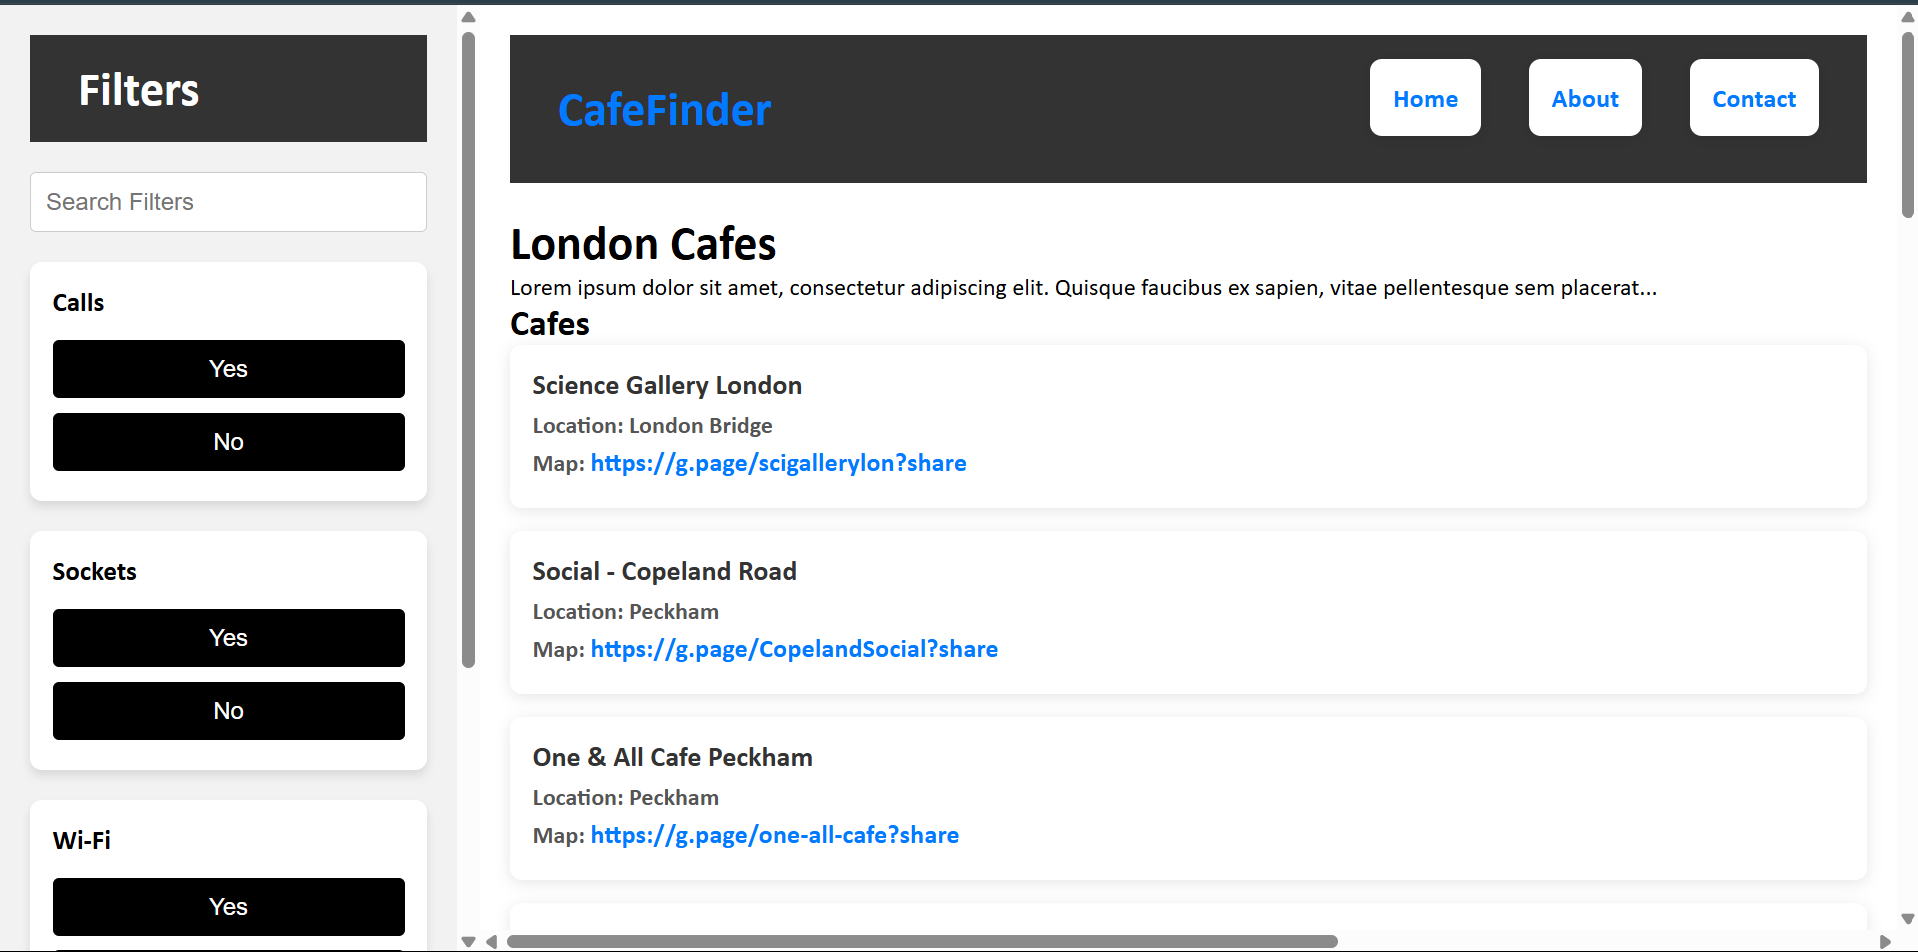 Filters
Search Filters
Calls
Yes
No
Sockets
Yes
No
Wi-Fi
Yes
CafeFinder
Home
About
Contact
London Cafes
Lorem ipsum dolor sit amet, consectetur adipiscing elit. Quisque faucibus ex sapien, vitae pellentesque sem placerat...
Cafes
Science Gallery London
Location: London Bridge
Map: https://g.page/scigallerylon?share
Social - Copeland Road
Location: Peckham
Map: https://g.page/CopelandSocial?share
One & All Cafe Peckham
Location: Peckham
Map: https://g.page/one-all-cafe?share